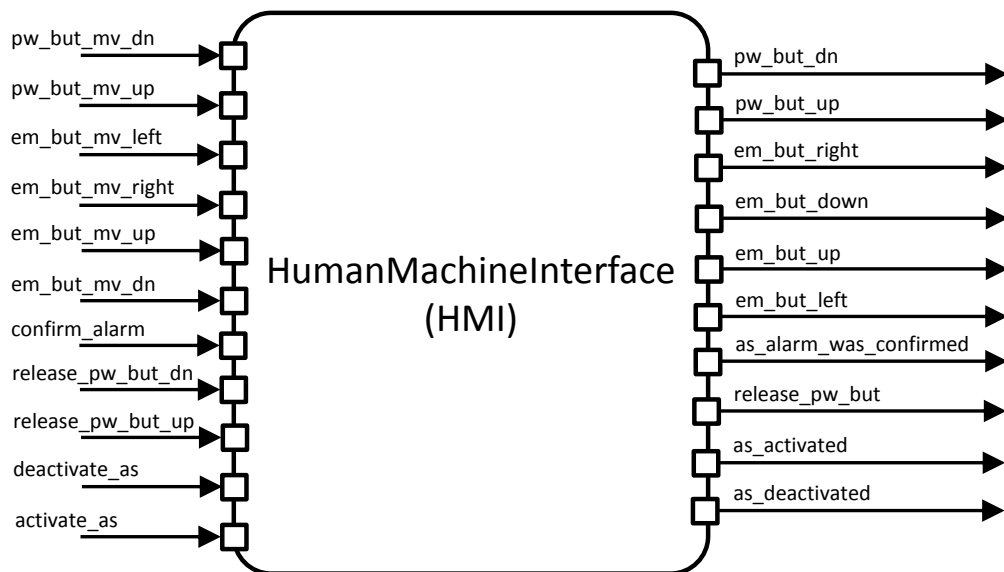 pw_but_mv_dn
pw_but_mv_up
em_but_mv_left
em_but_mv_right
em_but_mv_up
em_but_mv_dn
confirm_alarm
release_pw_but_dn
release_pw_but_up
deactivate_as
activate_as
HumanMachineInterface
(HMI)
pw_but_dn
pw_but_up
em_but_right
em_but_down
em_but_up
em_but_left
as_alarm_was_confirmed
release_pw_but
as_activated
as_deactivated